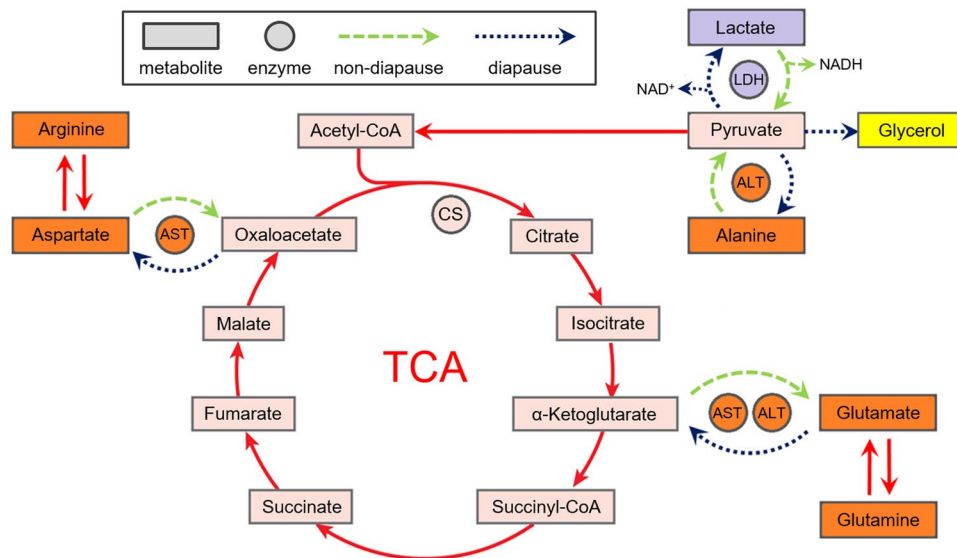 metabolite
enzyme
non-diapause
diapause
Lactate
LDH
NADH
NAD⁺
Arginine
Acetyl-CoA
Pyruvate
Glycerol
ALT
Aspartate
AST
Oxaloacetate
CS
Citrate
Alanine
Malate
Isocitrate
TCA
Fumarate
α-Ketoglutarate
AST
ALT
Glutamate
Succinate
Succinyl-CoA
Glutamine